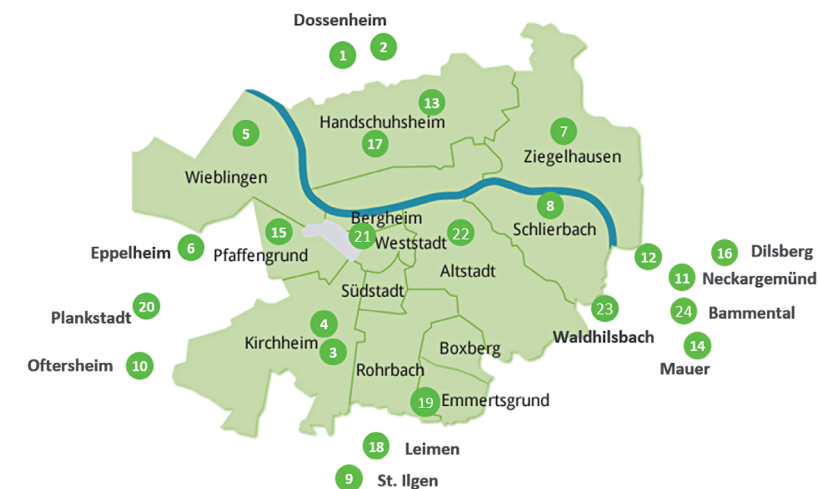 Dossenheim
1
2
13
Handschuhsheim
17
7
Ziegelhausen
5
Wieblingen
8
Schlierbach
Bergheim
15
21
Weststadt
22
6
Eppelheim
Pfaffengrund
12
16
Dilsberg
11
Neckargemünd
Altstadt
Südstadt
20
Plankstadt
23
Waldhilsbach
24
Bammental
4
Kirchheim
3
14
Mauer
Boxberg
10
Oftersheim
Rohrbach
19
Emmertsgrund
18
Leimen
9
St. Ilgen